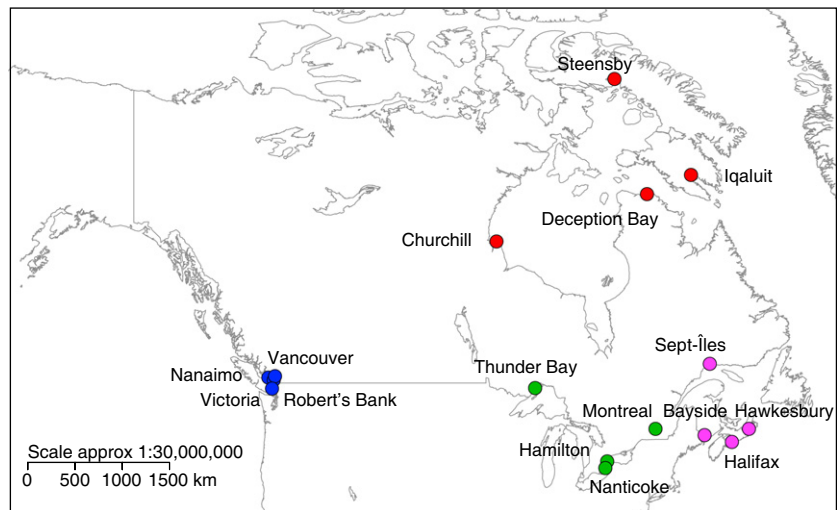 Steensby
Iqaluit
Deception Bay
Churchill
Sept-Îles
Vancouver
Thunder Bay
Nanaimo
Victoria Robert's Bank
Montreal Bayside Hawkesbury
Hamilton
Scale approx 1:30,000,000
Halifax
0 500 1000 1500 km
Nanticoke